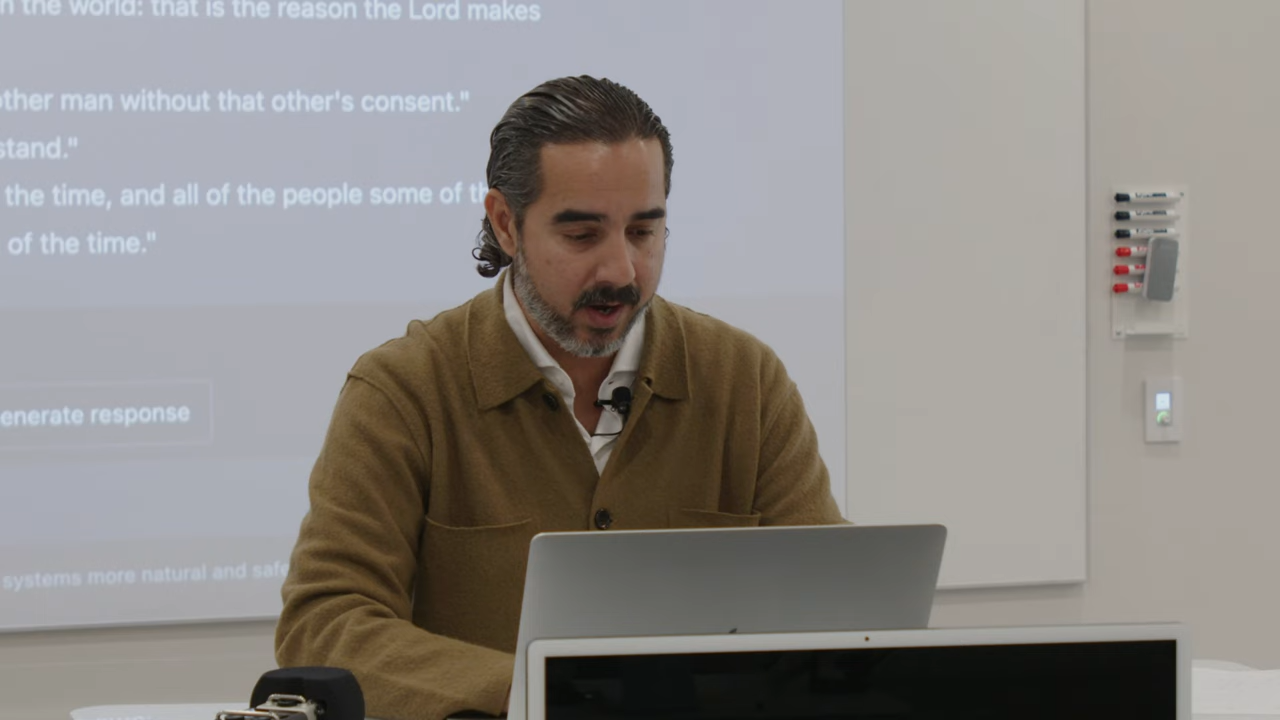 n the world: that is the reason the Lord makes
other man without that other's consent."
stand."
the time, and all of the people some of th
of the time."
enerate response
systems more natural and safe